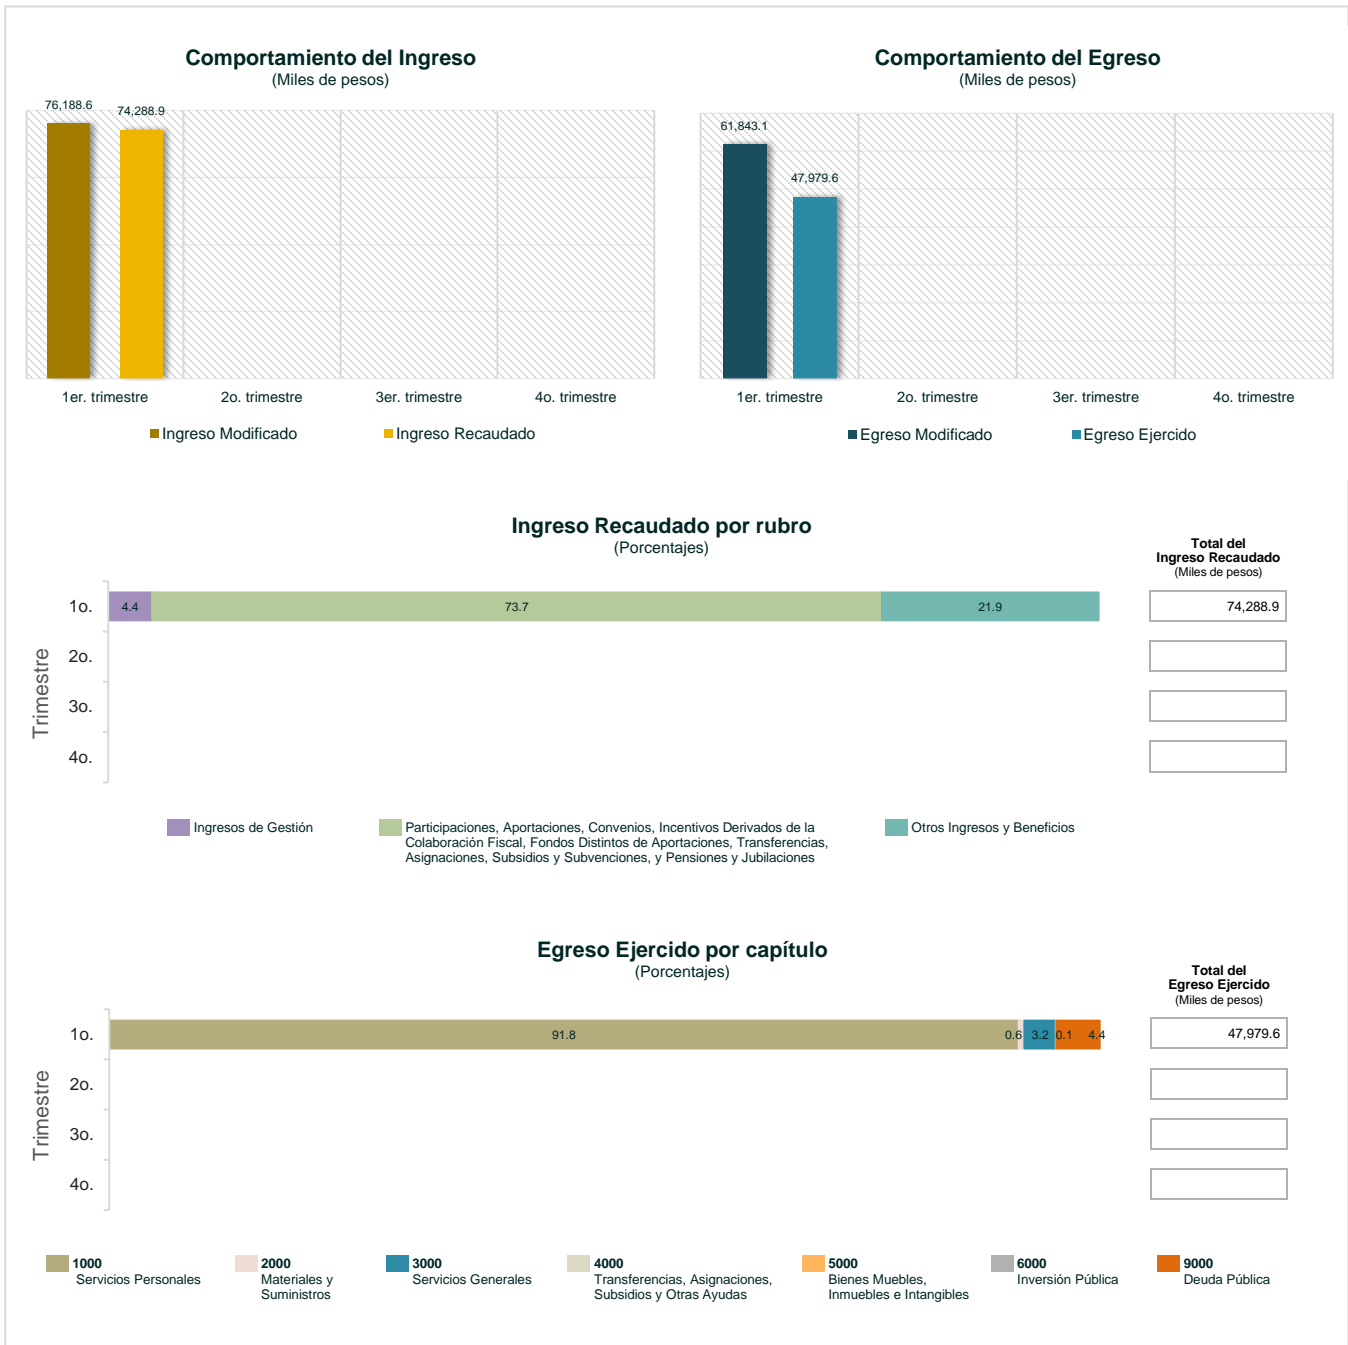 Comportamiento del Ingreso
(Miles de pesos)
76,188.6
74,288.9
1er. trimestre
2o. trimestre
3er. trimestre
4o. trimestre
Ingreso Modificado
Ingreso Recaudado
Comportamiento del Egreso
(Miles de pesos)
61,843.1
47,979.6
1er. trimestre
2o. trimestre
3er. trimestre
4o. trimestre
Egreso Modificado
Egreso Ejercido
Ingreso Recaudado por rubro
(Porcentajes)
Total del
Ingreso Recaudado
(Miles de pesos)
Trimestre
1o.
4.4
73.7
21.9
74,288.9
2o.
3o.
4o.
Ingresos de Gestión
Participaciones, Aportaciones, Convenios, Incentivos Derivados de la
Colaboración Fiscal, Fondos Distintos de Aportaciones, Transferencias,
Asignaciones, Subsidios y Subvenciones, y Pensiones y Jubilaciones
Otros Ingresos y Beneficios
Egreso Ejercido por capítulo
(Porcentajes)
Total del
Egreso Ejercido
(Miles de pesos)
Trimestre
1o.
91.8
0.6
3.2
0.1
4.4
47,979.6
2o.
3o.
4o.
1000
Servicios Personales
2000
Materiales y
Suministros
3000
Servicios Generales
4000
Transferencias, Asignaciones,
Subsidios y Otras Ayudas
5000
Bienes Muebles,
Inmuebles e Intangibles
6000
Inversión Pública
9000
Deuda Pública